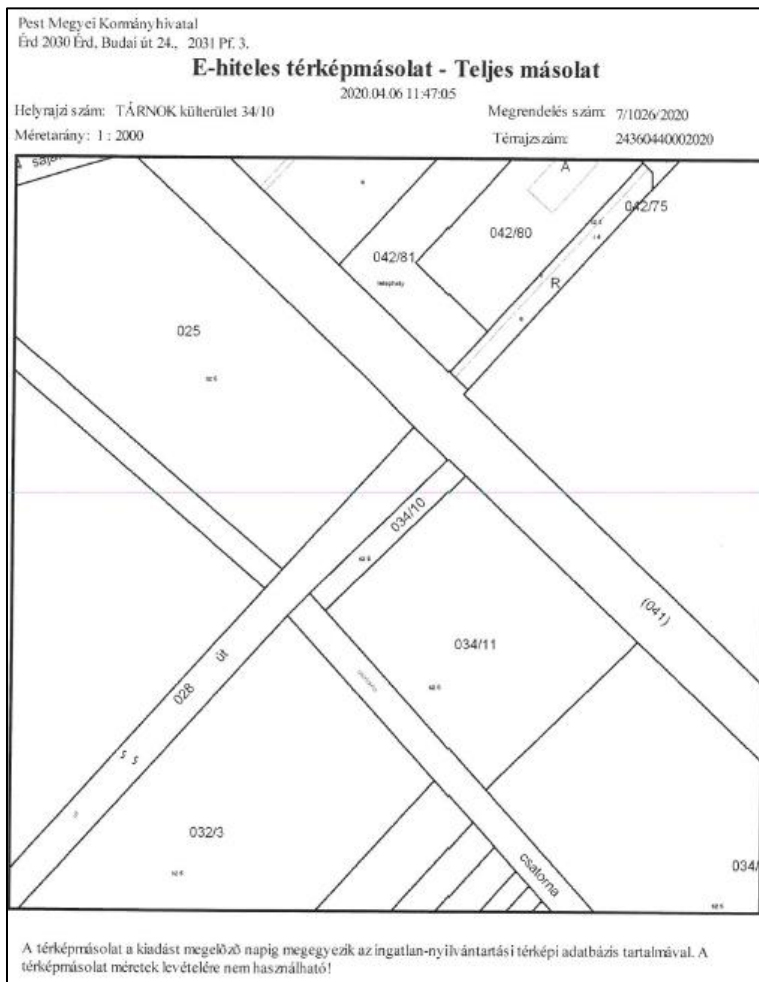 Pest Megyei Kormányhivatal
Érd 2030 Érd, Budai út 24., 2031 Pf. 3.
E-hiteles térképmásolat - Teljes másolat
2020.04.06 11:47:05
Helyrajzi szám: TÁRNOK külterület 34/10
Megrendelés szám: 7/1026/2020
Méretarány: 1 : 2000
Térrajzszám: 24360440002020
A
042/75
042/80
042/81
telephely
R
025
034/10
(041)
034/11
út
028
032/3
csatorna
034/
A térképmásolat a kiadást megelőző napig megegyezik az ingatlan-nyilvántartási térképi adatbázis tartalmával. A
térképmásolat méretek levételére nem használható!